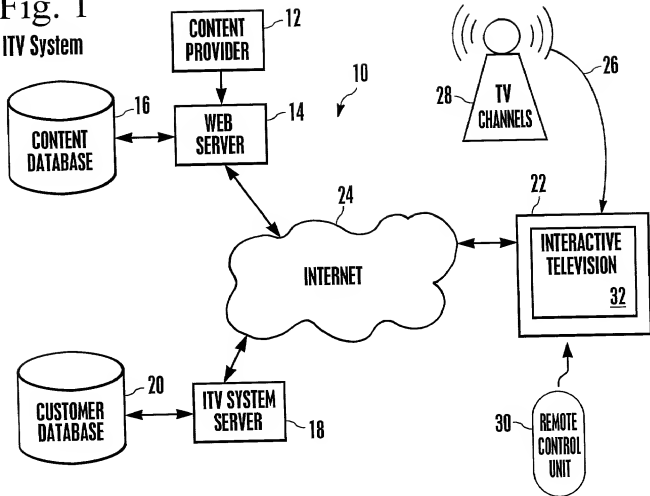 Fig. 1
ITV System
CONTENT
PROVIDER
12
10
16
CONTENT
DATABASE
14
WEB
SERVER
26
28
TV
CHANNELS
24
INTERNET
22
INTERACTIVE
TELEVISION
32
20
CUSTOMER
DATABASE
ITV SYSTEM
SERVER
18
30
REMOTE
CONTROL
UNIT